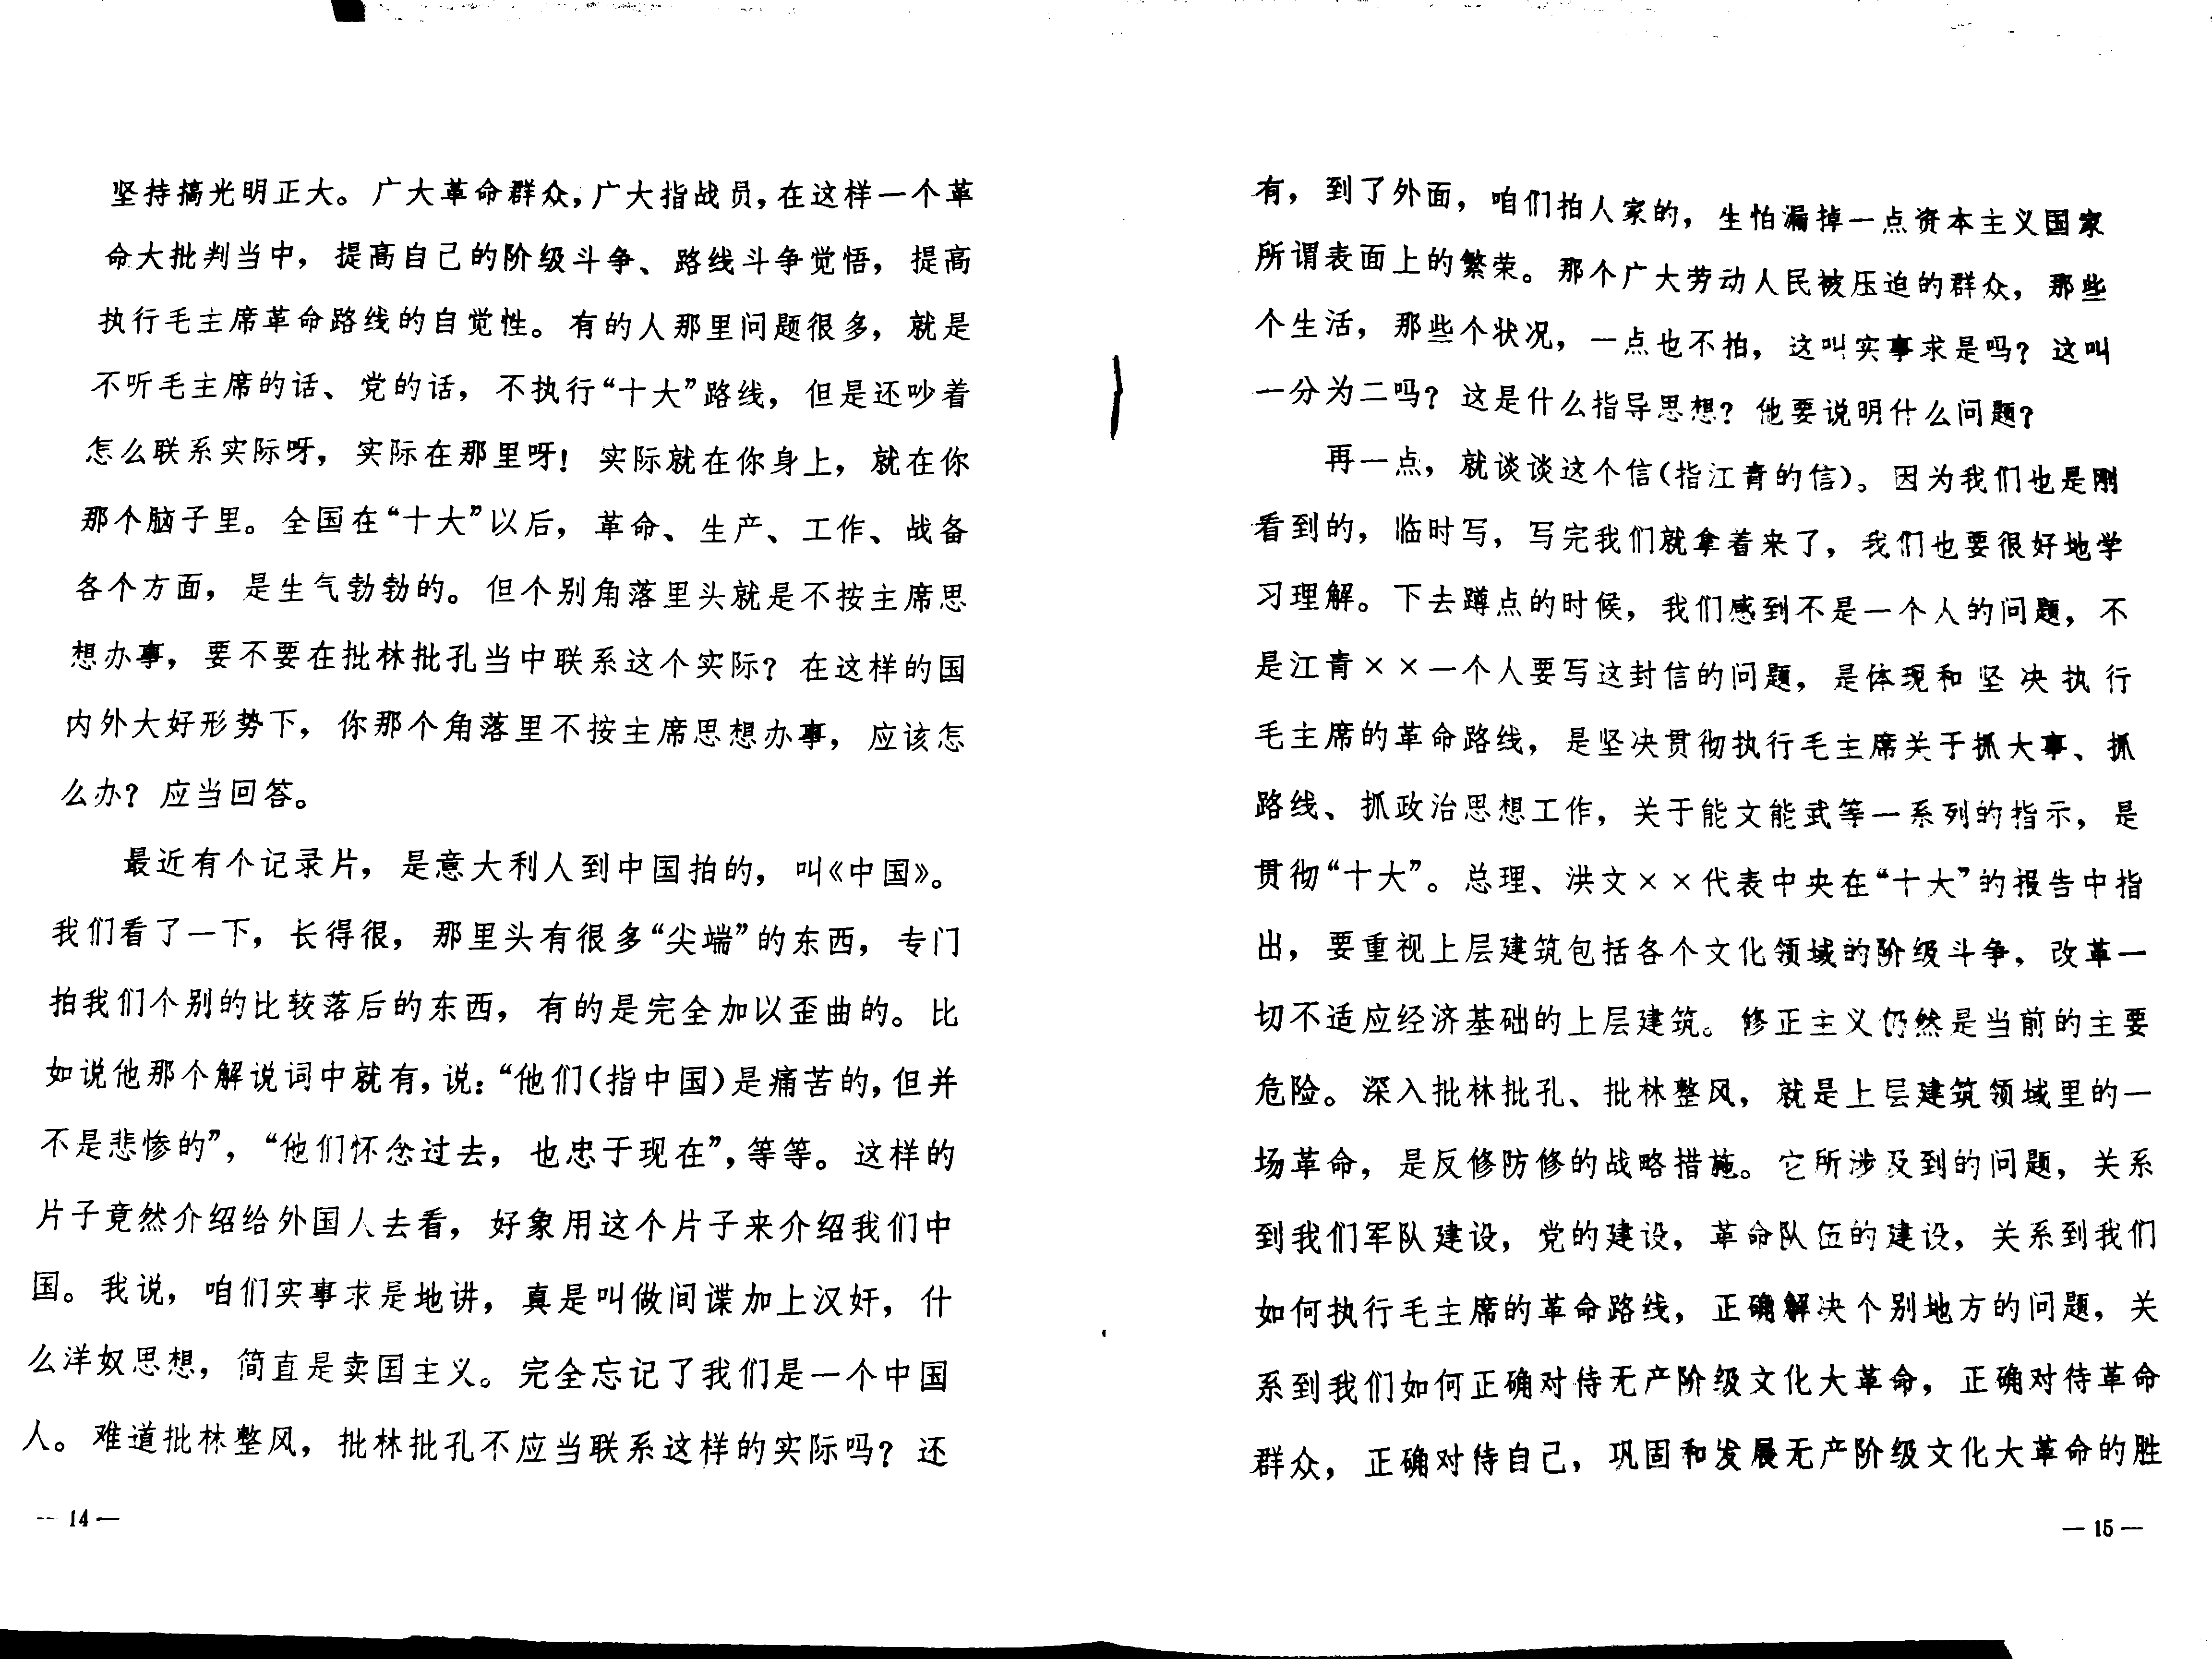 坚持搞光明正大。广大革命群众，广大指战员，在这样一个革
命大批判当中，提高自己的阶级斗争、路线斗争觉悟，提高
执行毛主席革命路线的自觉性。有的人那里问题很多，就是
不听毛主席的话、党的话，不执行“十大”路线，但是还吵着
怎么联系实际呀，实际在那里呀！实际就在你身上，就在你
那个脑子里。全国在“十大”以后，革命、生产、工作、战备
各个方面，是生气勃勃的。但个别角落里头就是不按主席思
想办事，要不要在批林批孔当中联系这个实际？在这样的国
内外大好形势下，你那个角落里不按主席思想办事，应该怎
么办？应当回答。
最近有个记录片，是意大利人到中国拍的，叫《中国》。
我们看了一下，长得很，那里头有很多“尖端”的东西，专门
拍我们个别的比较落后的东西，有的是完全加以歪曲的。比
如说他那个解说词中就有，说：“他们（指中国）是痛苦的，但并
不是悲惨的”，“他们怀念过去，也忠于现在”，等等。这样的
片子竟然介绍给外国人去看，好象用这个片子来介绍我们中
国。我说，咱们实事求是地讲，真是叫做间谍加上汉奸，什
么洋奴思想，简直是卖国主义。完全忘记了我们是一个中国
人。难道批林整风，批林批孔不应当联系这样的实际吗？还
— 14 —
有，到了外面，咱们拍人家的，生怕漏掉一点资本主义国家
所谓表面上的繁荣。那个广大劳动人民被压迫的群众，那些
个生活，那些个状况，一点也不拍，这叫实事求是吗？这叫
一分为二吗？这是什么指导思想？他要说明什么问题？
再一点，就谈谈这个信（指江青的信）。因为我们也是刚
看到的，临时写，写完我们就拿着来了，我们也要很好地学
习理解。下去蹲点的时候，我们感到不是一个人的问题，不
是江青××一个人要写这封信的问题，是体现和坚决执行
毛主席的革命路线，是坚决贯彻执行毛主席关于抓大事、抓
路线、抓政治思想工作，关于能文能武等一系列的指示，是
贯彻“十大”。总理、洪文××代表中央在“十大”的报告中指
出，要重视上层建筑包括各个文化领域的阶级斗争，改革一
切不适应经济基础的上层建筑。修正主义仍然是当前的主要
危险。深入批林批孔、批林整风，就是上层建筑领域里的一
场革命，是反修防修的战略措施。它所涉及到的问题，关系
到我们军队建设，党的建设，革命队伍的建设，关系到我们
如何执行毛主席的革命路线，正确解决个别地方的问题，关
系到我们如何正确对待无产阶级文化大革命，正确对待革命
群众，正确对待自己，巩固和发展无产阶级文化大革命的胜
— 15 —